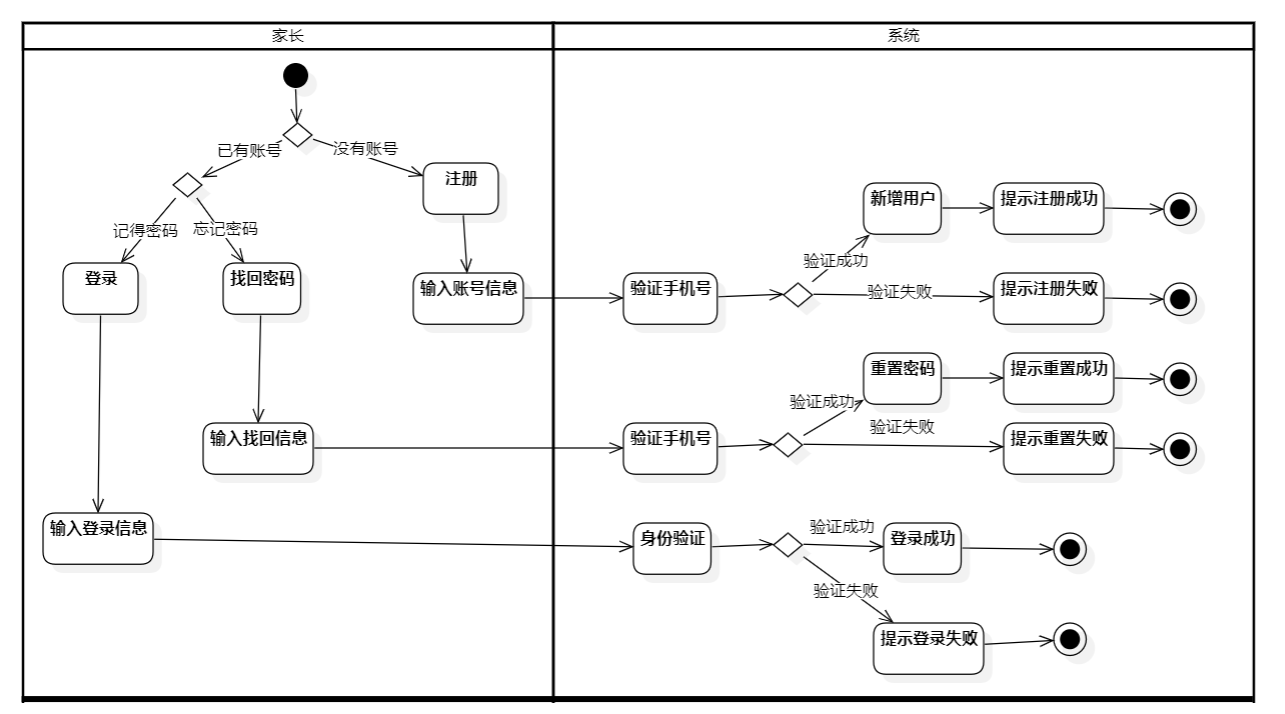 家长
系统
已有账号
没有账号
注册
新增用户
提示注册成功
记得密码
忘记密码
验证成功
登录
找回密码
输入账号信息
验证手机号
验证失败
提示注册失败
重置密码
提示重置成功
验证成功
验证失败
输入找回信息
验证手机号
提示重置失败
输入登录信息
身份验证
验证成功
登录成功
验证失败
提示登录失败